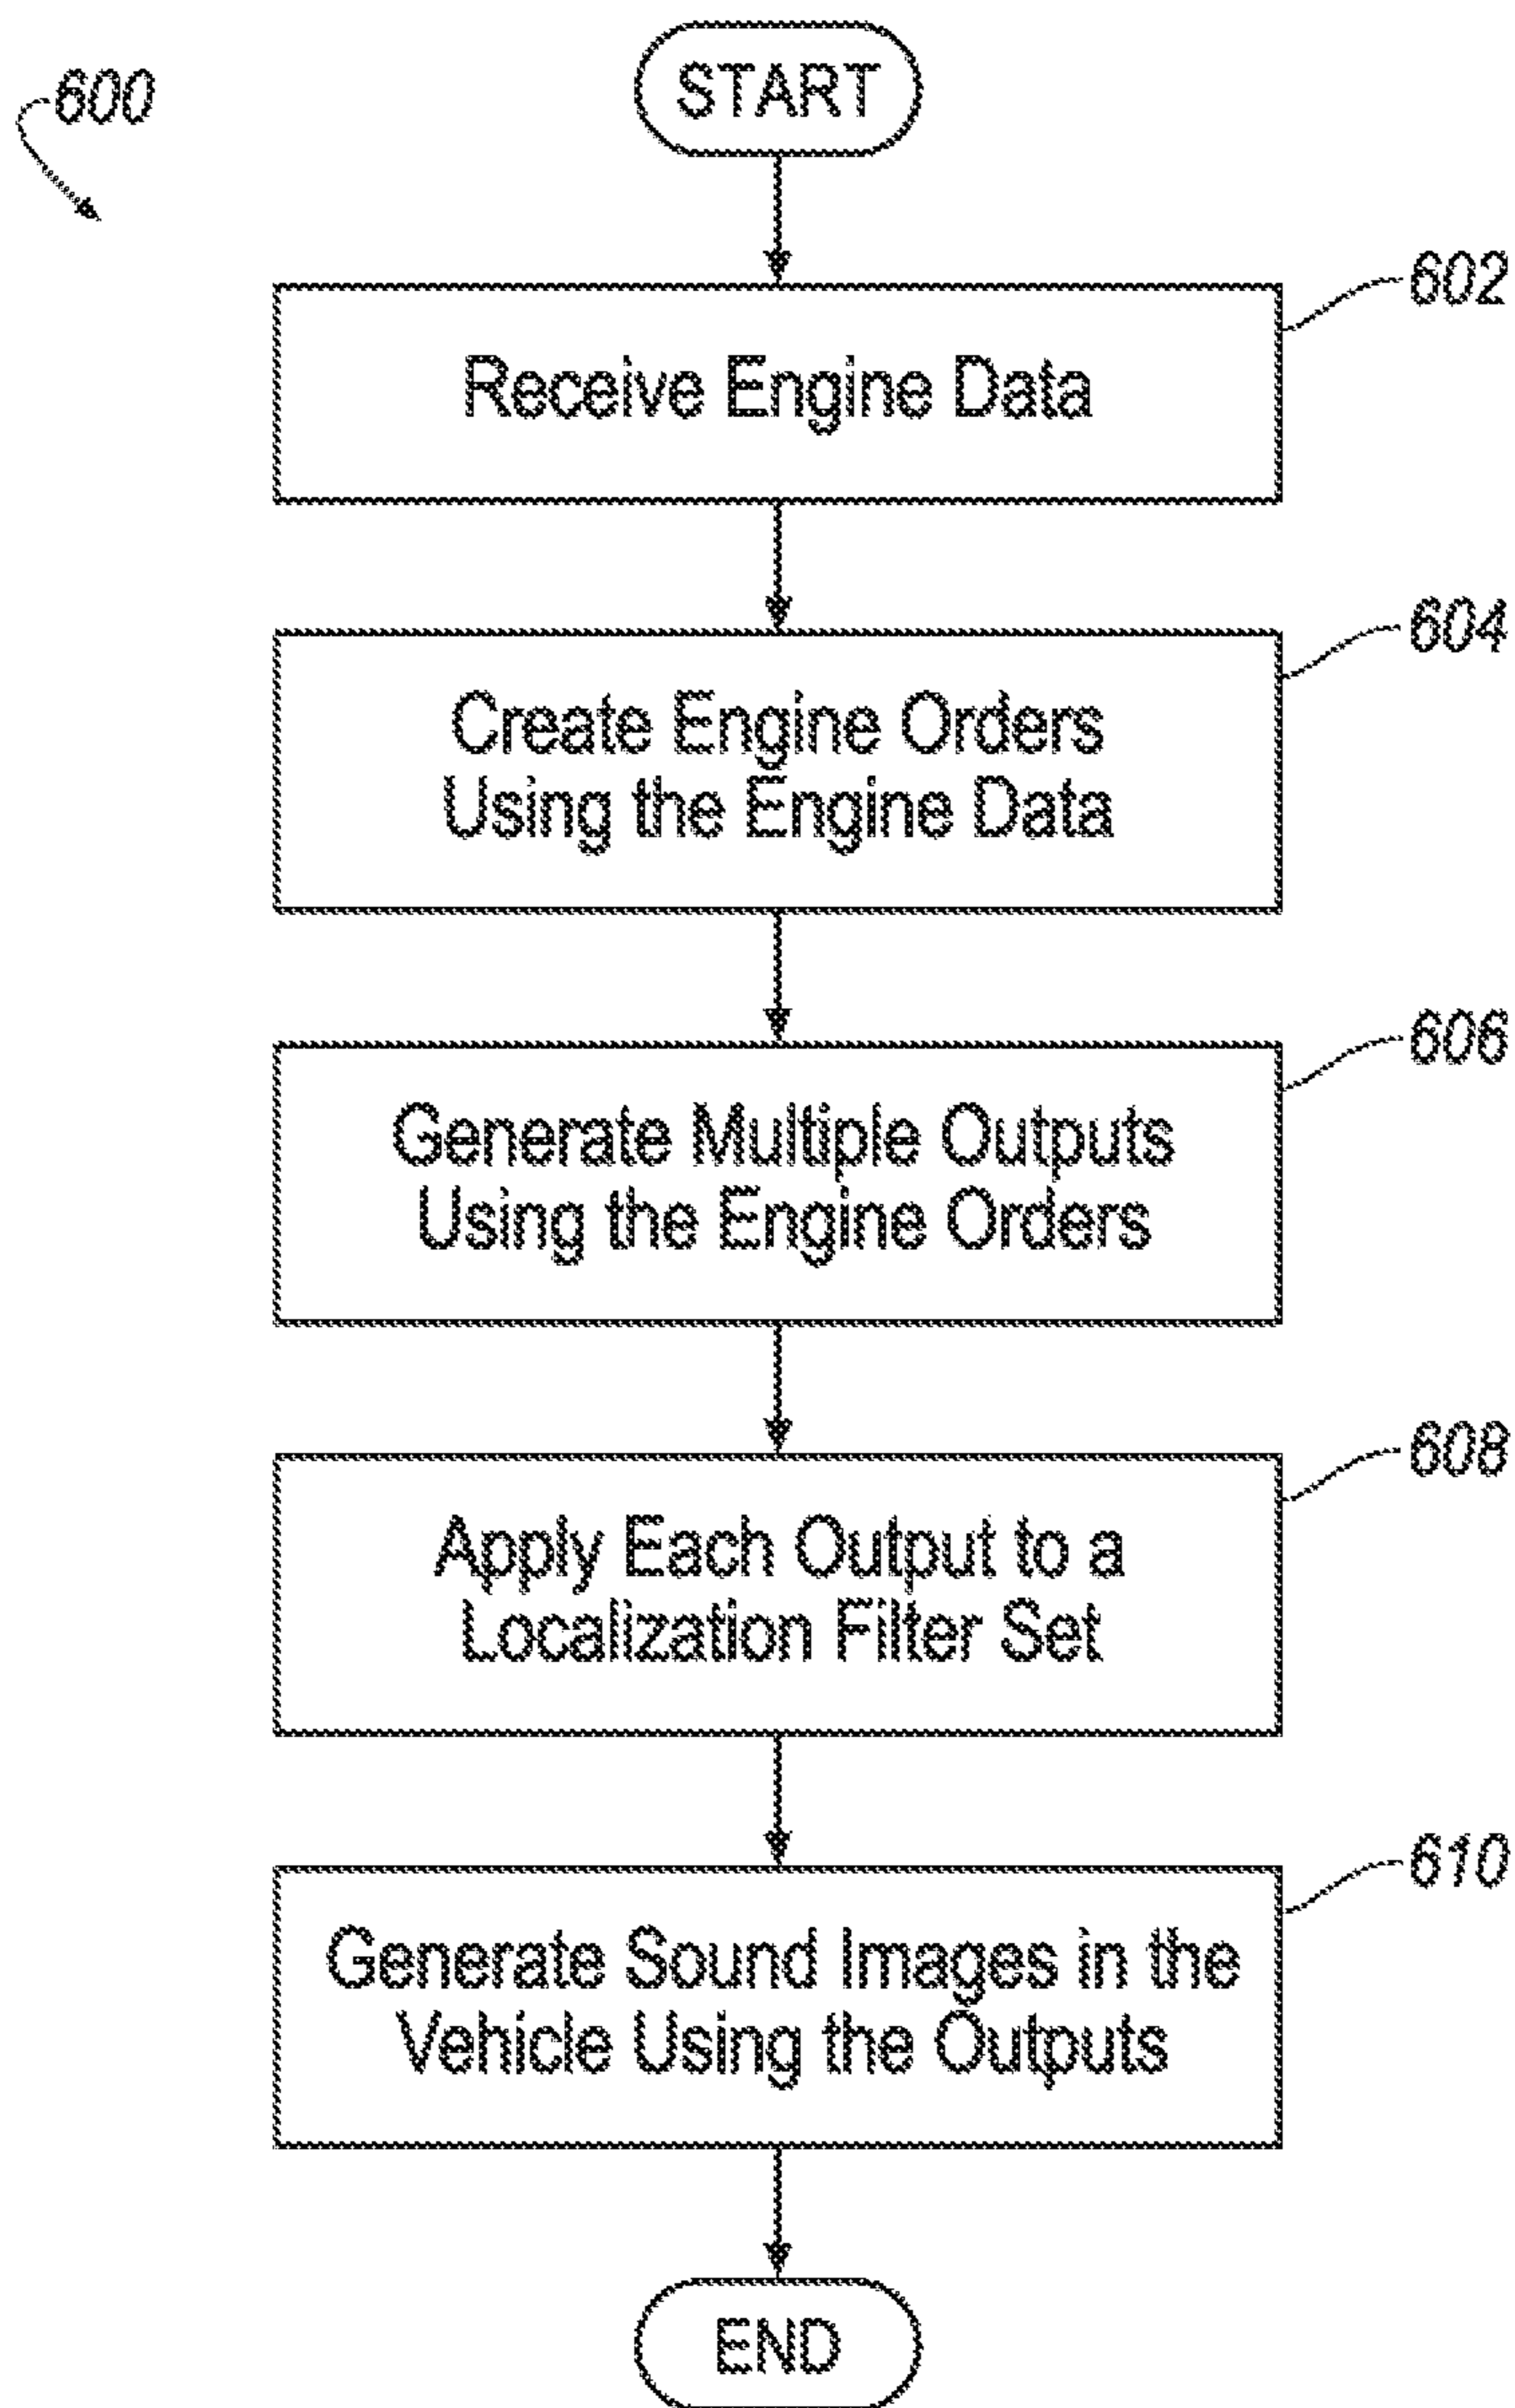 600
START
602
Receive Engine Data
604
Create Engine Orders
Using the Engine Data
606
Generate Multiple Outputs
Using the Engine Orders
608
Apply Each Output to a
Localization Filter Set
610
Generate Sound Images in the
Vehicle Using the Outputs
END